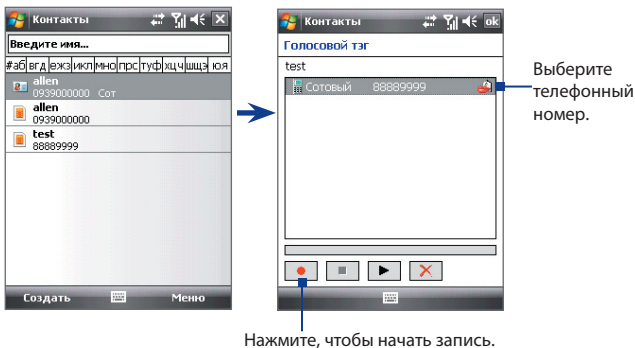 Контакты
Введите имя...
#аб вгд ежз икл мно прс туф хцч шщэ юя
allen
0939000000 Сот
allen
0939000000
test
88889999
Создать Меню
Контакты ok
Голосовой тэг
test
Сотовый 88889999
Выберите
телефонный
номер.
Нажмите, чтобы начать запись.